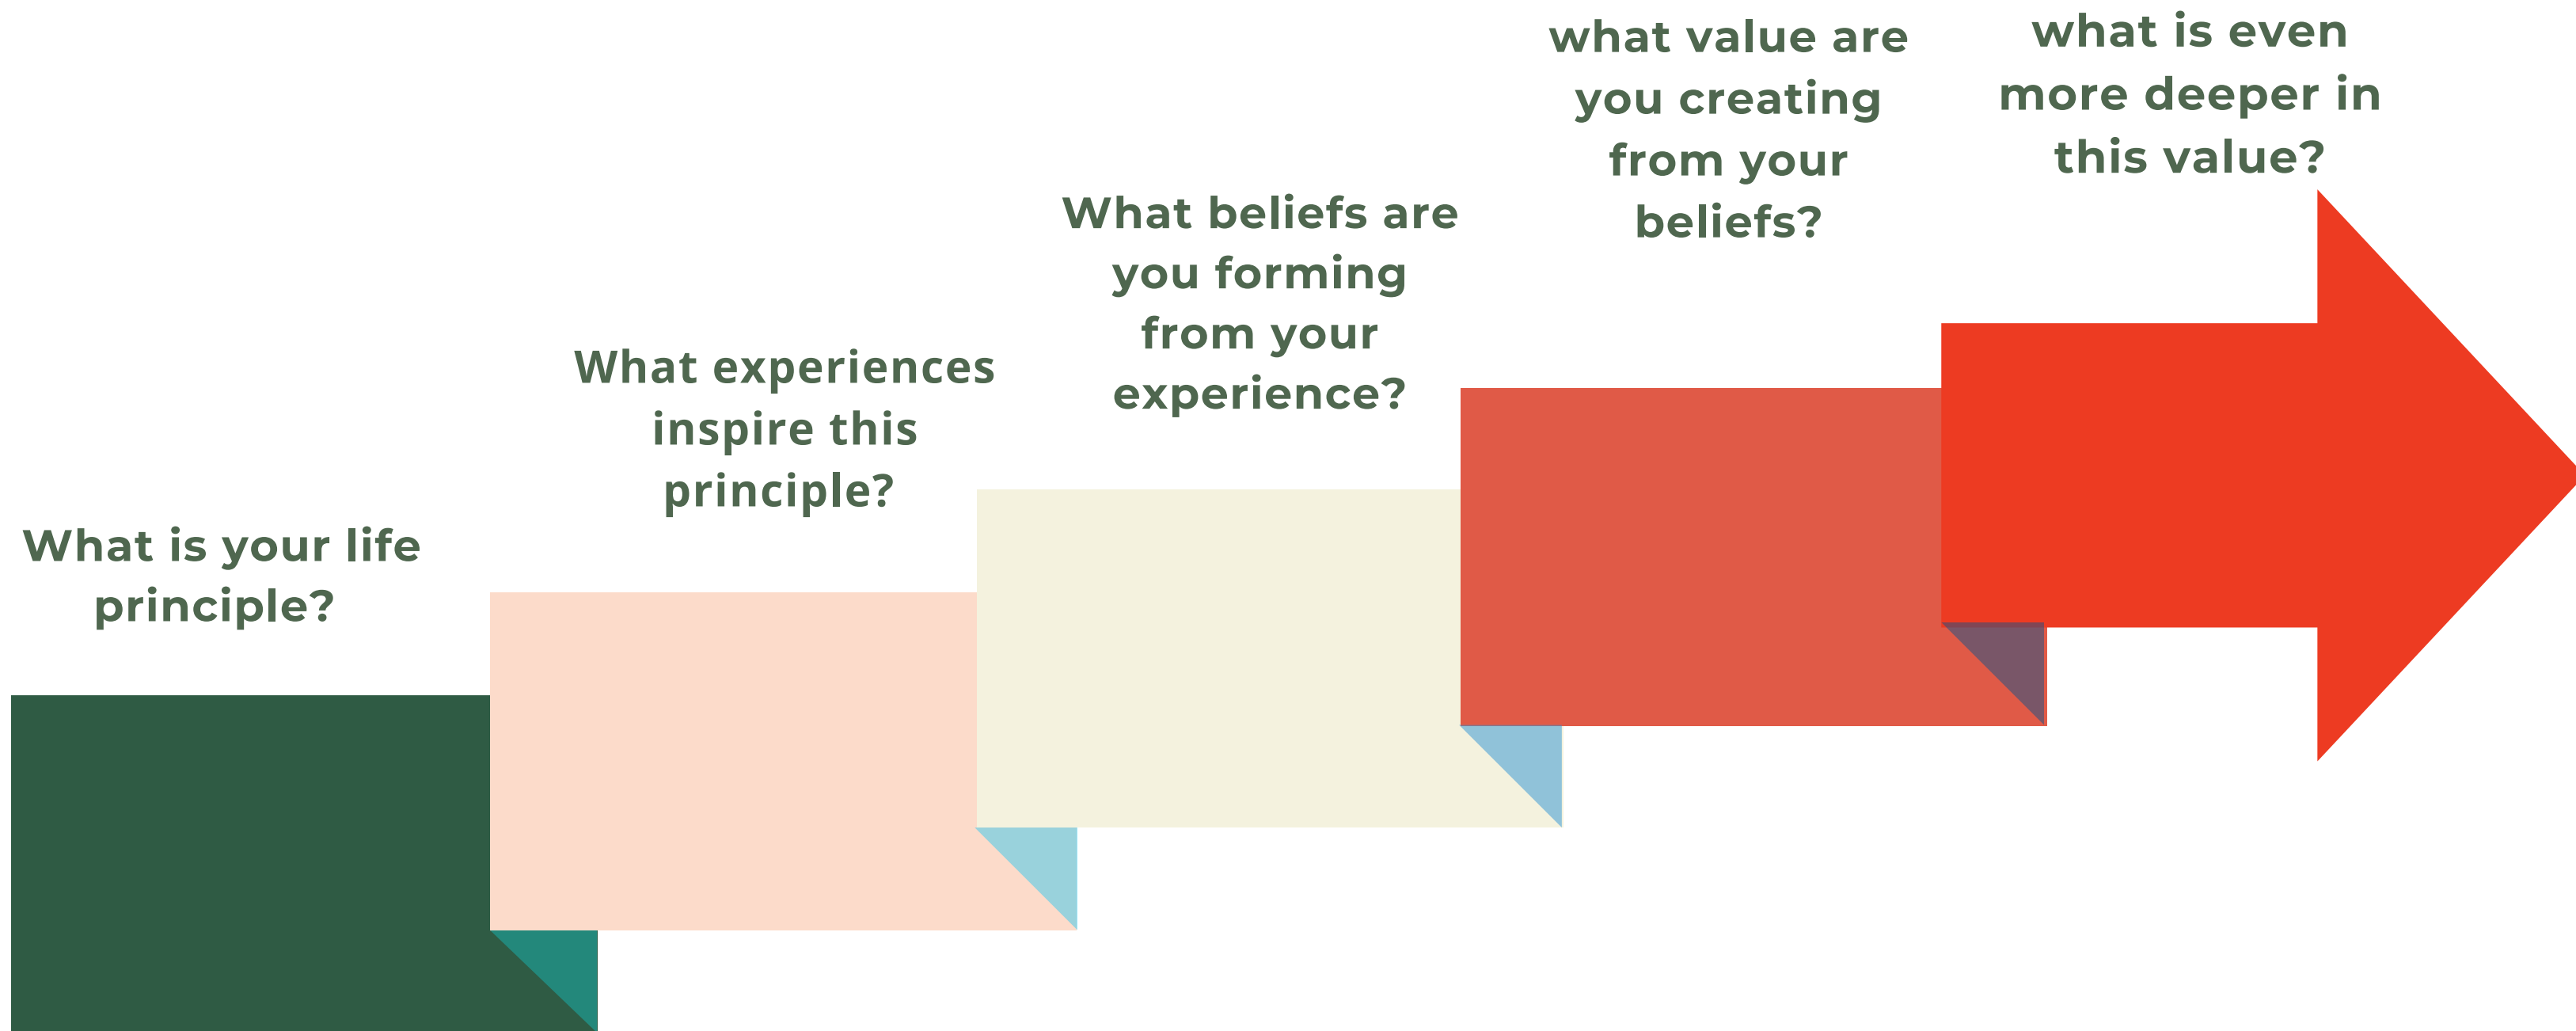 What is your life
principle?
What experiences
inspire this
principle?
What beliefs are
you forming
from your
experience?
what value are
you creating
from your
beliefs?
what is even
more deeper in
this value?